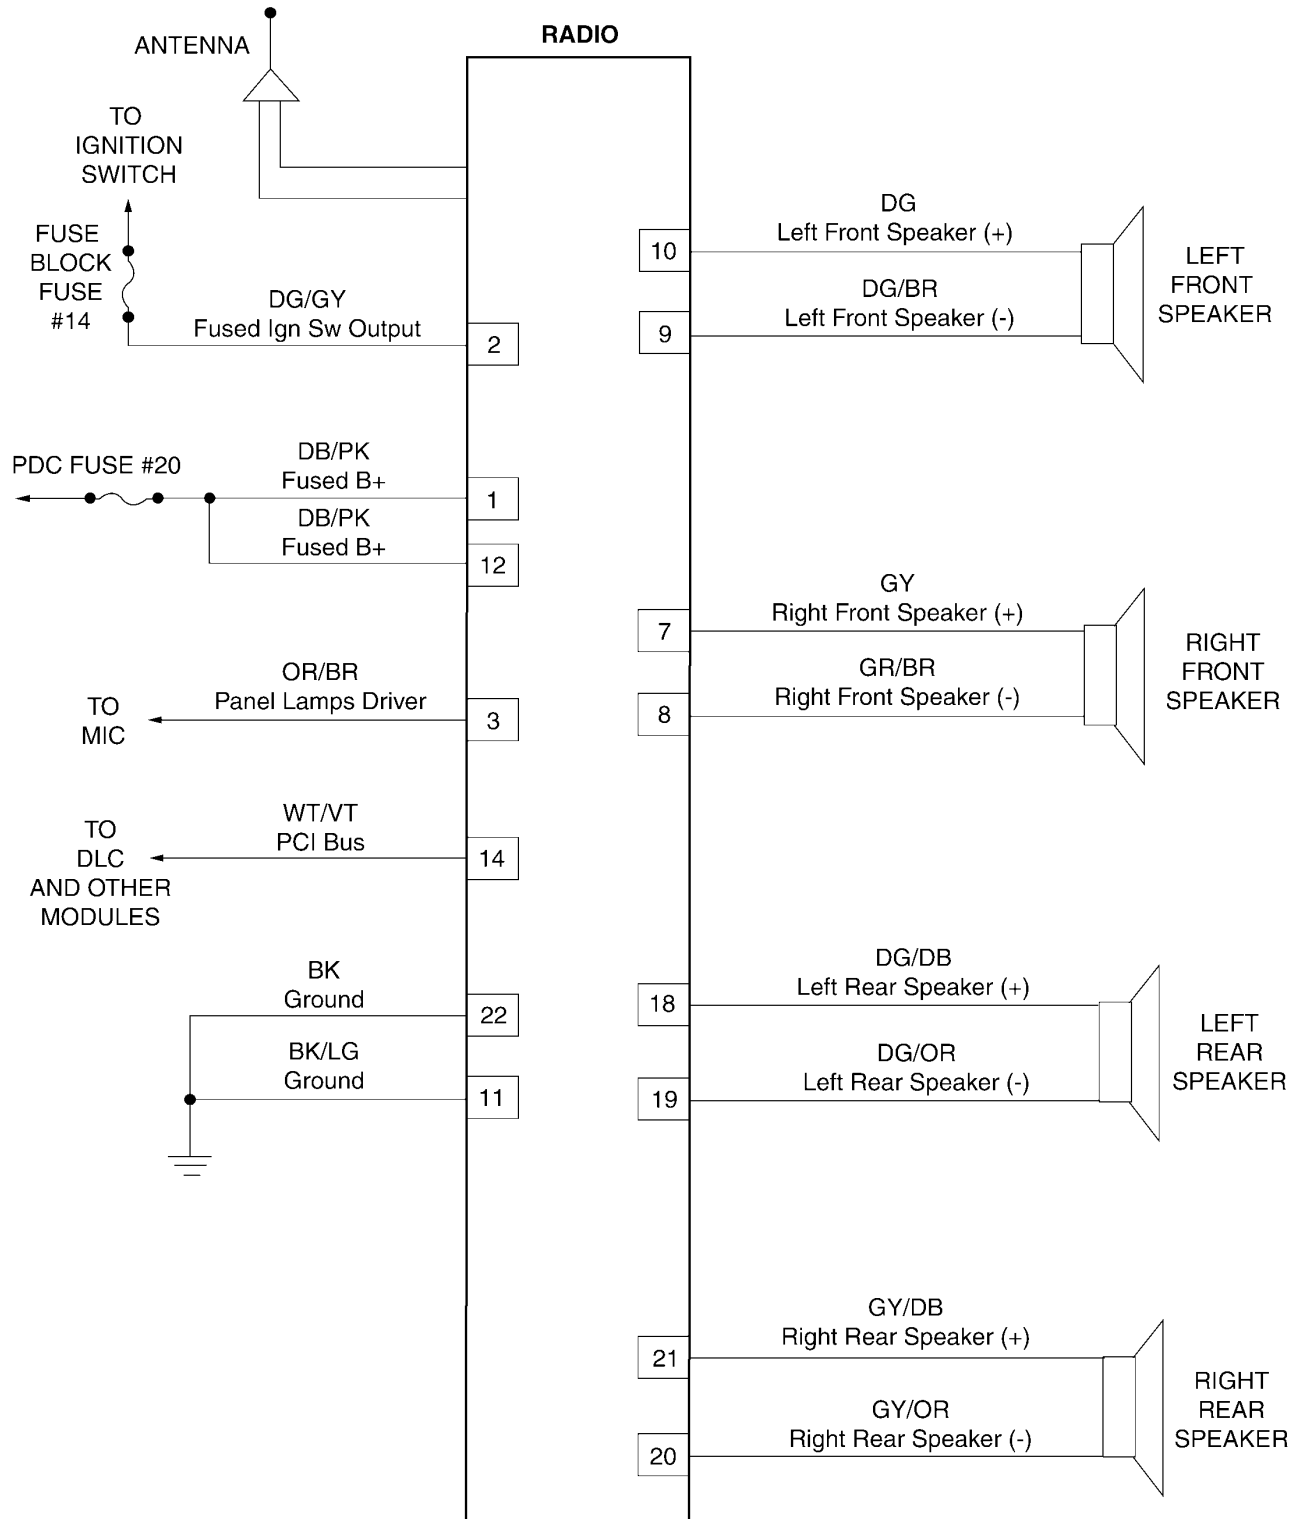 RADIO
ANTENNA
TO
IGNITION
SWITCH
FUSE
BLOCK
FUSE
#14
DG/GY
Fused Ign Sw Output
2
PDC FUSE #20
DB/PK
Fused B+
1
DB/PK
Fused B+
12
OR/BR
Panel Lamps Driver
TO
MIC
3
WT/VT
PCI Bus
TO
DLC
AND OTHER
MODULES
14
BK
Ground
22
BK/LG
Ground
11
DG
Left Front Speaker (+)
10
DG/BR
Left Front Speaker (-)
9
LEFT
FRONT
SPEAKER
GY
Right Front Speaker (+)
7
GR/BR
Right Front Speaker (-)
8
RIGHT
FRONT
SPEAKER
DG/DB
Left Rear Speaker (+)
18
DG/OR
Left Rear Speaker (-)
19
LEFT
REAR
SPEAKER
GY/DB
Right Rear Speaker (+)
21
GY/OR
Right Rear Speaker (-)
20
RIGHT
REAR
SPEAKER